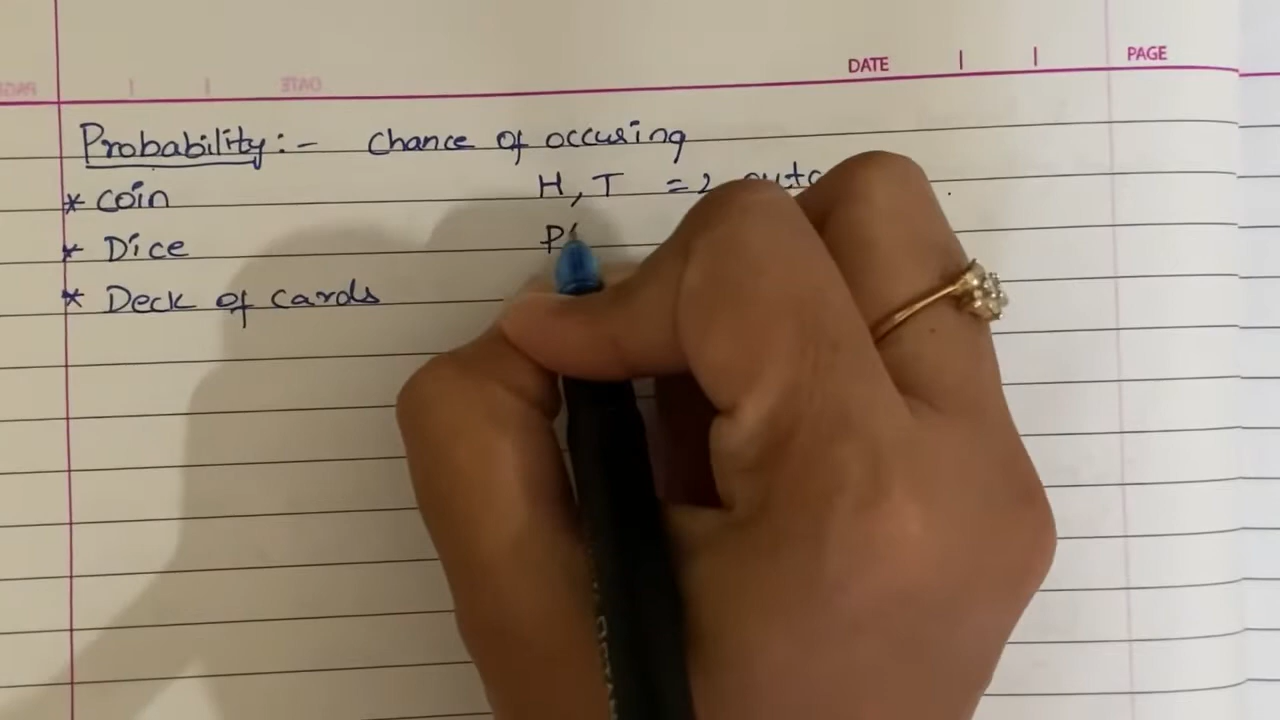 DATE PAGE
Probability:- chance of occuring
* coin H, T = 2
* Dice P(
* Deck of cards